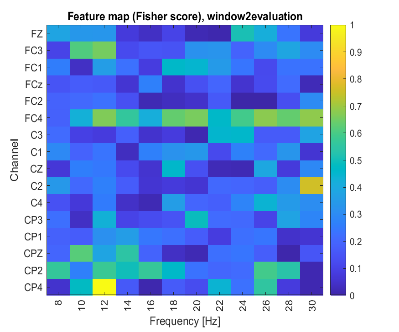 Feature map (Fisher score), window2evaluation
FZ
FC3
FC1
FCz
FC2
FC4
C3
C1
CZ
C2
C4
CP3
CP1
CPZ
CP2
CP4
Channel
8 10 12 14 16 18 20 22 24 26 28 30
Frequency [Hz]
1
0.9
0.8
0.7
0.6
0.5
0.4
0.3
0.2
0.1
0